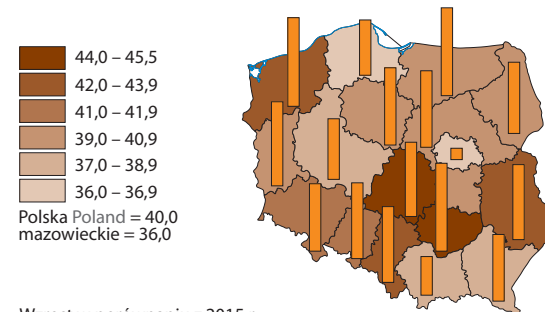 44,0 – 45,5
42,0 – 43,9
41,0 – 41,9
39,0 – 40,9
37,0 – 38,9
36,0 – 36,9
Polska Poland = 40,0
mazowieckie = 36,0